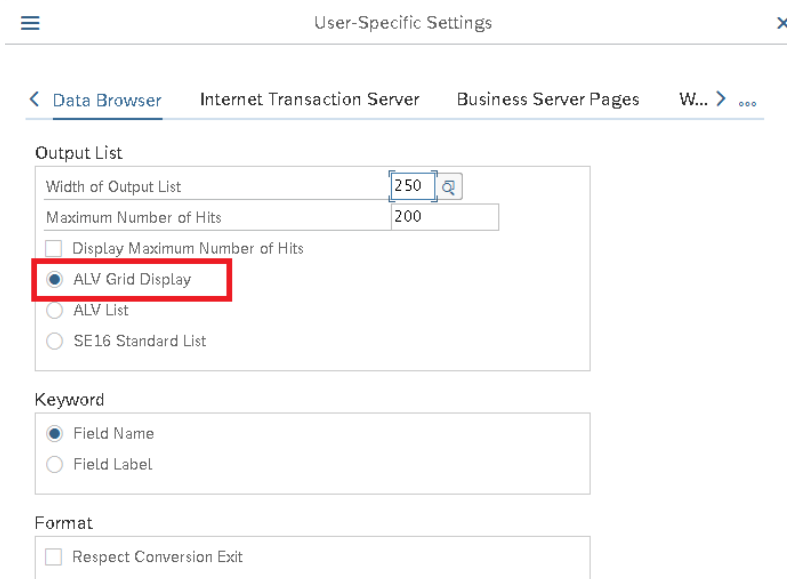 User-Specific Settings
Data Browser Internet Transaction Server Business Server Pages W...
Output List
Width of Output List 250
Maximum Number of Hits 200
Display Maximum Number of Hits
ALV Grid Display
ALV List
SE16 Standard List
Keyword
Field Name
Field Label
Format
Respect Conversion Exit